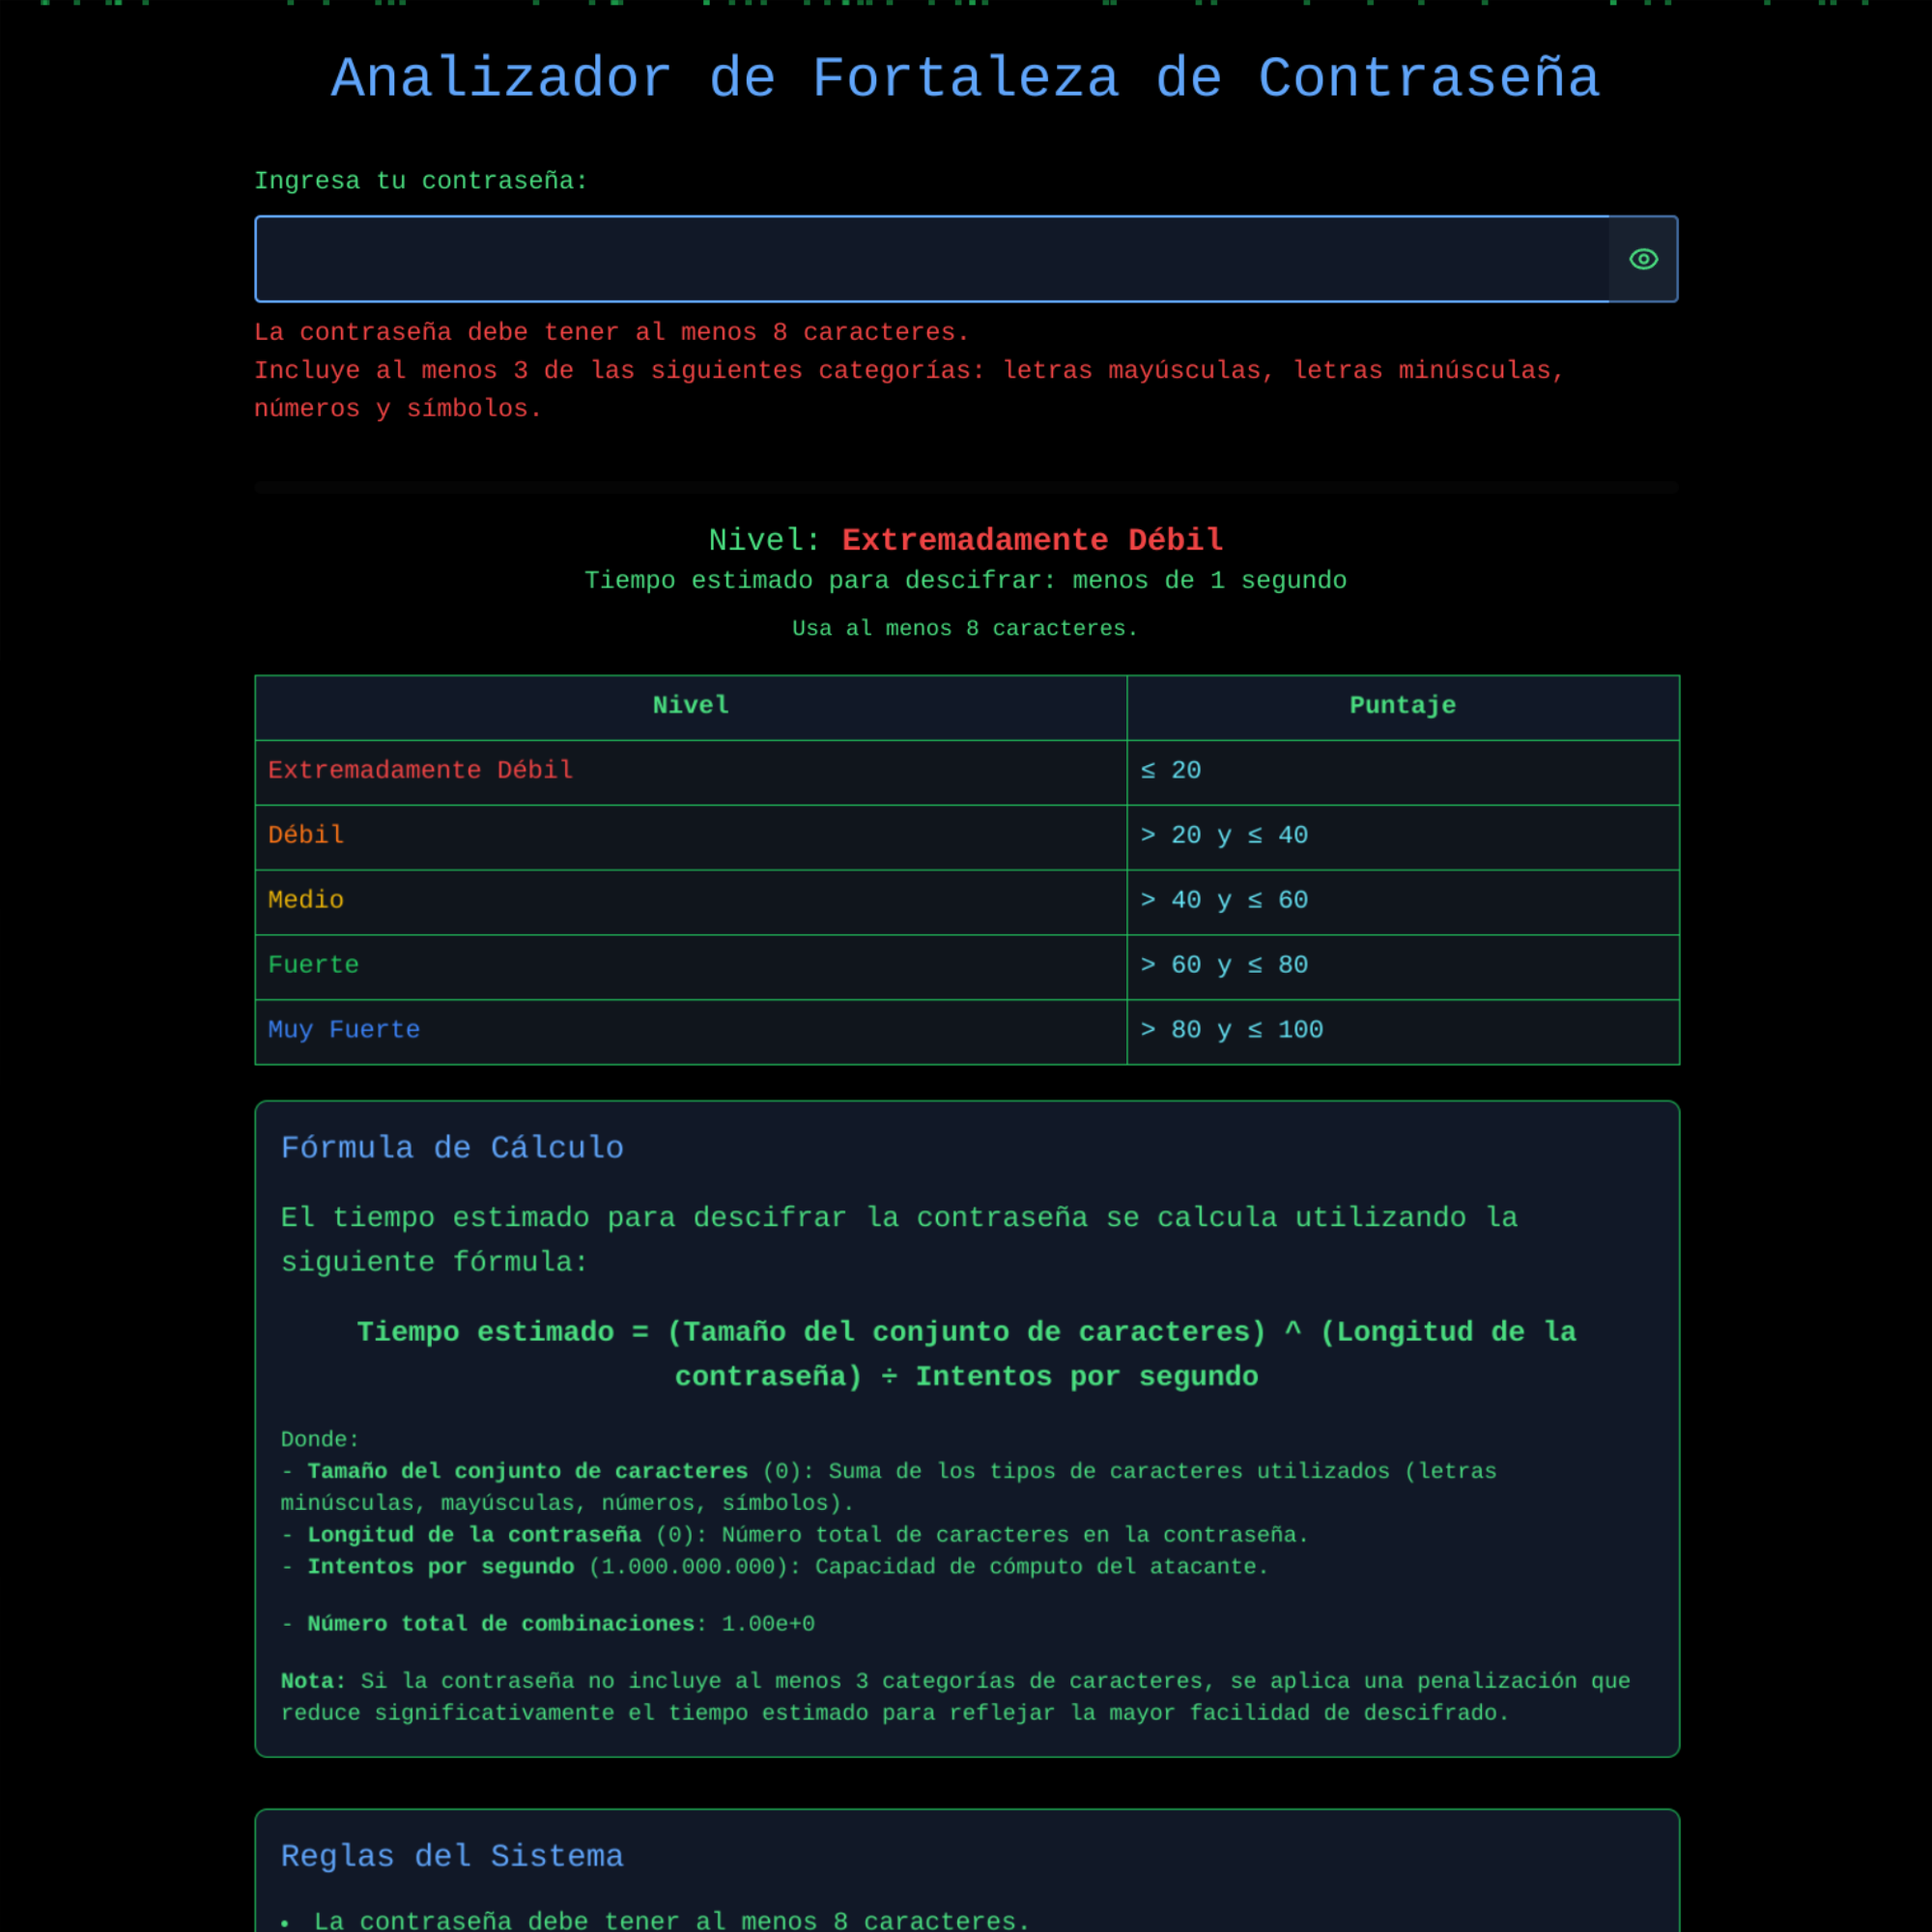 Analizador de Fortaleza de Contraseña
Ingresa tu contraseña:
La contraseña debe tener al menos 8 caracteres.
Incluye al menos 3 de las siguientes categorías: letras mayúsculas, letras minúsculas,
números y símbolos.
Nivel: Extremadamente Débil
Tiempo estimado para descifrar: menos de 1 segundo
Usa al menos 8 caracteres.
Nivel Puntaje
Extremadamente Débil ≤ 20
Débil > 20 y ≤ 40
Medio > 40 y ≤ 60
Fuerte > 60 y ≤ 80
Muy Fuerte > 80 y ≤ 100
Fórmula de Cálculo
El tiempo estimado para descifrar la contraseña se calcula utilizando la
siguiente fórmula:
Tiempo estimado = (Tamaño del conjunto de caracteres) ^ (Longitud de la
contraseña) ÷ Intentos por segundo
Donde:
- Tamaño del conjunto de caracteres (0): Suma de los tipos de caracteres utilizados (letras
minúsculas, mayúsculas, números, símbolos).
- Longitud de la contraseña (0): Número total de caracteres en la contraseña.
- Intentos por segundo (1.000.000.000): Capacidad de cómputo del atacante.
- Número total de combinaciones: 1.00e+0
Nota: Si la contraseña no incluye al menos 3 categorías de caracteres, se aplica una penalización que
reduce significativamente el tiempo estimado para reflejar la mayor facilidad de descifrado.
Reglas del Sistema
• La contraseña debe tener al menos 8 caracteres.